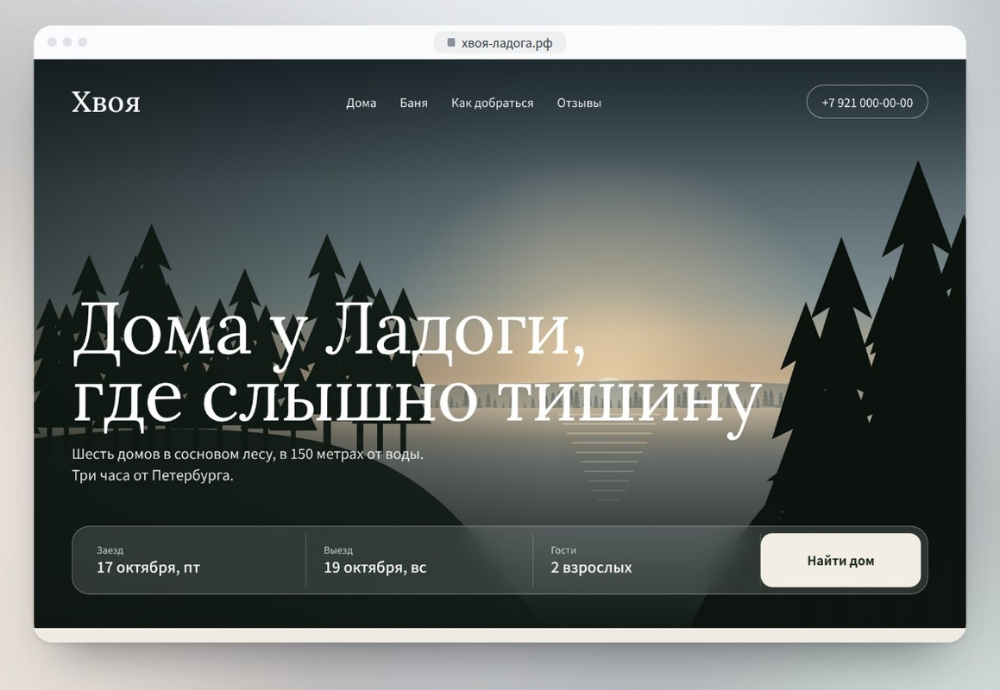 хвоя-ладога.рф
Хвоя
Дома Баня Как добраться Отзывы
+7 921 000-00-00
Дома у Ладоги,
где слышно тишину
Шесть домов в сосновом лесу, в 150 метрах от воды.
Три часа от Петербурга.
Заезд
17 октября, пт
Выезд
19 октября, вс
Гости
2 взрослых
Найти дом